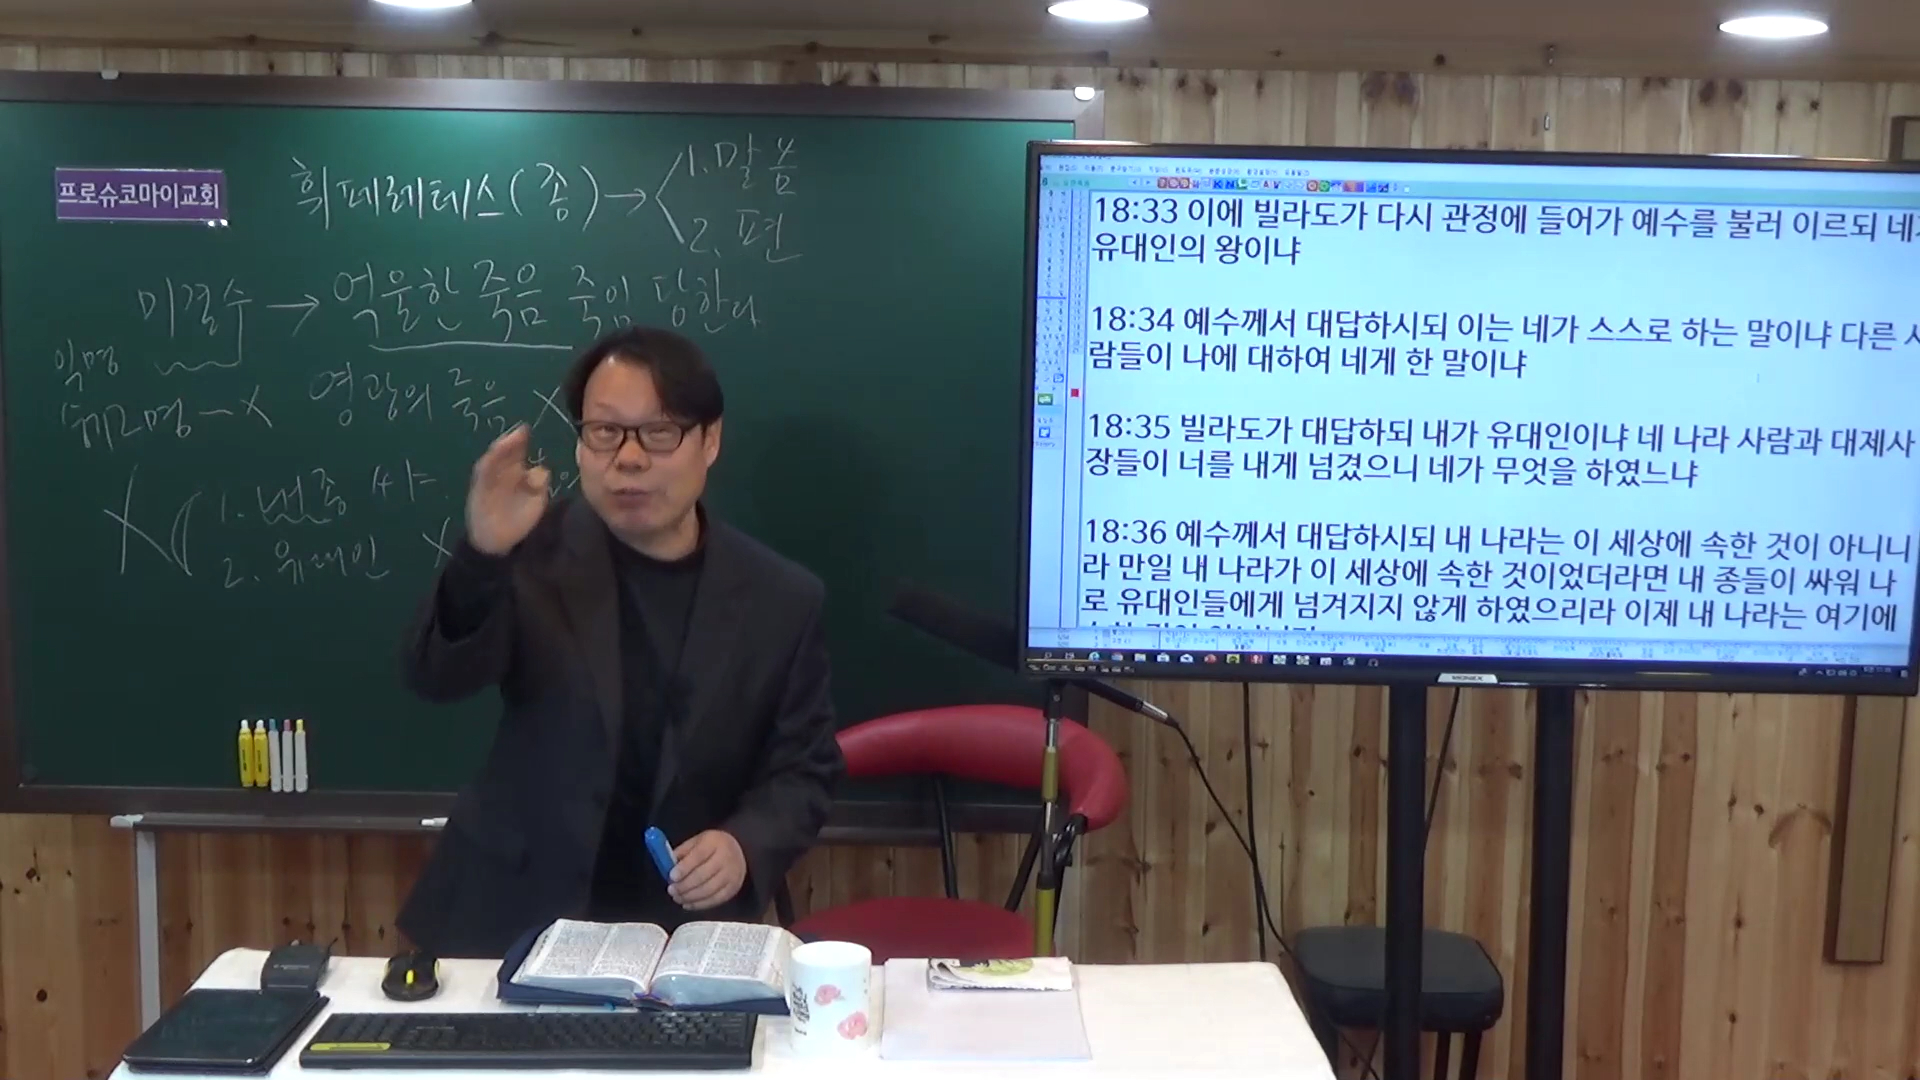 프로슈코마이교회
휘페레테스(종) → 1. 말씀
2. 편
미결수 → 억울한 죽음 죽임 당한다
익명
무명 - X 영광의 죽음 X
X 1. 번종 싸
2. 유대인 X
18:33 이에 빌라도가 다시 관정에 들어가 예수를 불러 이르되 네가
유대인의 왕이냐
18:34 예수께서 대답하시되 이는 네가 스스로 하는 말이냐 다른 사
람들이 나에 대하여 네게 한 말이냐
18:35 빌라도가 대답하되 내가 유대인이냐 네 나라 사람과 대제사
장들이 너를 내게 넘겼으니 네가 무엇을 하였느냐
18:36 예수께서 대답하시되 내 나라는 이 세상에 속한 것이 아니니
라 만일 내 나라가 이 세상에 속한 것이었더라면 내 종들이 싸워 나
로 유대인들에게 넘겨지지 않게 하였으리라 이제 내 나라는 여기에